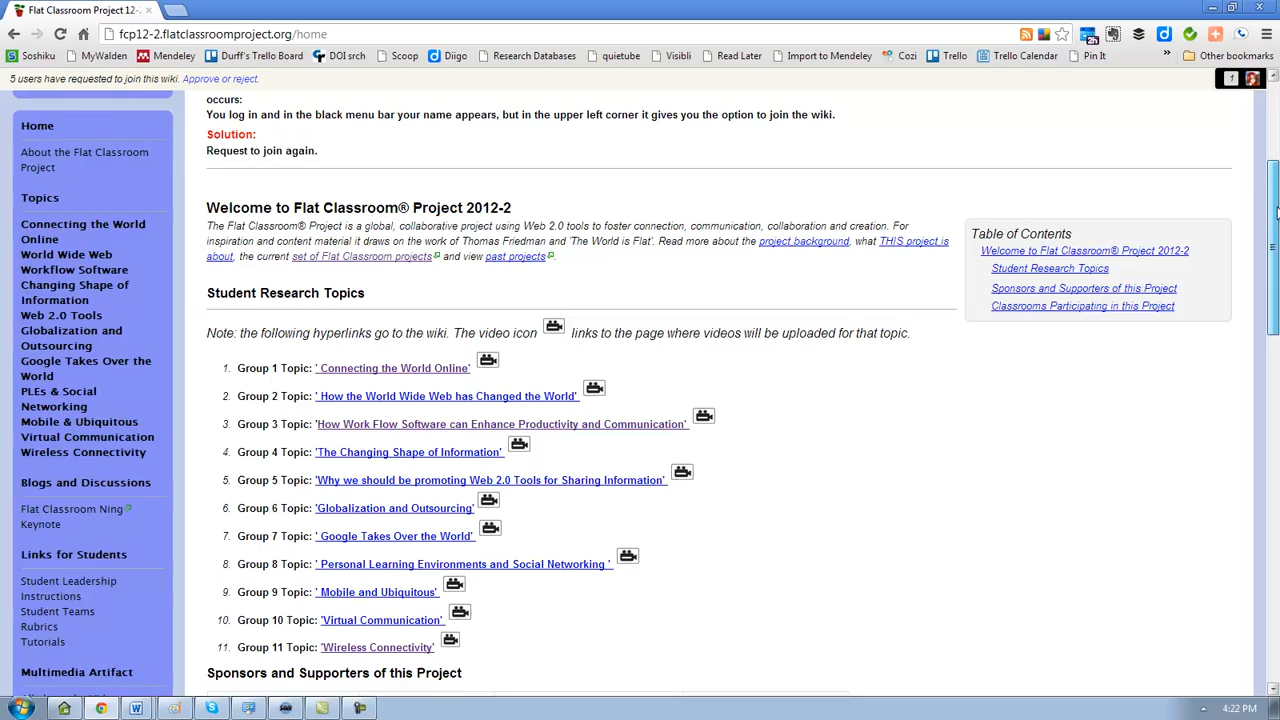 Flat Classroom Project 12-
fcp12-2.flatclassroomproject.org/home
Soshiku MyWalden Mendeley Durff's Trello Board DOI srch Scoop Diigo Research Databases quietube Visibli Read Later Import to Mendeley Cozi Trello Trello Calendar Pin It » Other bookmarks
5 users have requested to join this wiki. Approve or reject.
1
occurs:
You log in and in the black menu bar your name appears, but in the upper left corner it gives you the option to join the wiki.
Solution:
Request to join again.
Home
About the Flat Classroom
Project
Topics
Connecting the World
Online
World Wide Web
Workflow Software
Changing Shape of
Information
Web 2.0 Tools
Globalization and
Outsourcing
Google Takes Over the
World
PLEs & Social
Networking
Mobile & Ubiquitous
Virtual Communication
Wireless Connectivity
Blogs and Discussions
Flat Classroom Ning
Keynote
Links for Students
Student Leadership
Instructions
Student Teams
Rubrics
Tutorials
Multimedia Artifact
Welcome to Flat Classroom® Project 2012-2
The Flat Classroom® Project is a global, collaborative project using Web 2.0 tools to foster connection, communication, collaboration and creation. For
inspiration and content material it draws on the work of Thomas Friedman and 'The World is Flat'. Read more about the project background, what THIS project is
about, the current set of Flat Classroom projects and view past projects.
Table of Contents
Welcome to Flat Classroom® Project 2012-2
Student Research Topics
Sponsors and Supporters of this Project
Classrooms Participating in this Project
Student Research Topics
Note: the following hyperlinks go to the wiki. The video icon links to the page where videos will be uploaded for that topic.
1. Group 1 Topic: ' Connecting the World Online'
2. Group 2 Topic: ' How the World Wide Web has Changed the World'
3. Group 3 Topic: 'How Work Flow Software can Enhance Productivity and Communication'
4. Group 4 Topic: 'The Changing Shape of Information'
5. Group 5 Topic: 'Why we should be promoting Web 2.0 Tools for Sharing Information'
6. Group 6 Topic: 'Globalization and Outsourcing'
7. Group 7 Topic: ' Google Takes Over the World'
8. Group 8 Topic: ' Personal Learning Environments and Social Networking '
9. Group 9 Topic: ' Mobile and Ubiquitous'
10. Group 10 Topic: 'Virtual Communication'
11. Group 11 Topic: 'Wireless Connectivity'
Sponsors and Supporters of this Project
4:22 PM